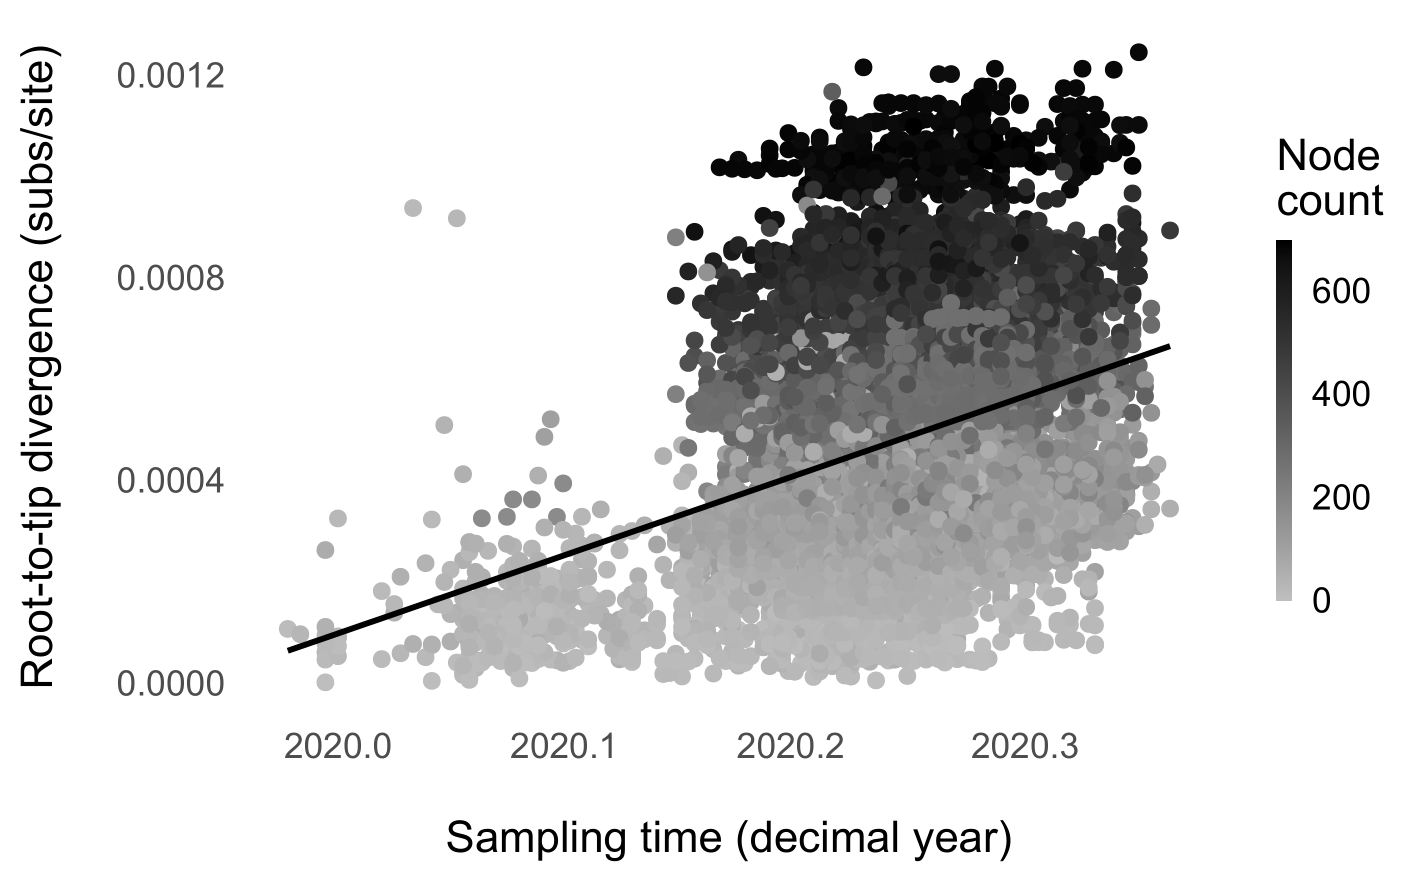 Root-to-tip divergence (subs/site)
0.0012
0.0008
0.0004
0.0000
2020.0 2020.1 2020.2 2020.3
Sampling time (decimal year)
Node
count
600
400
200
0